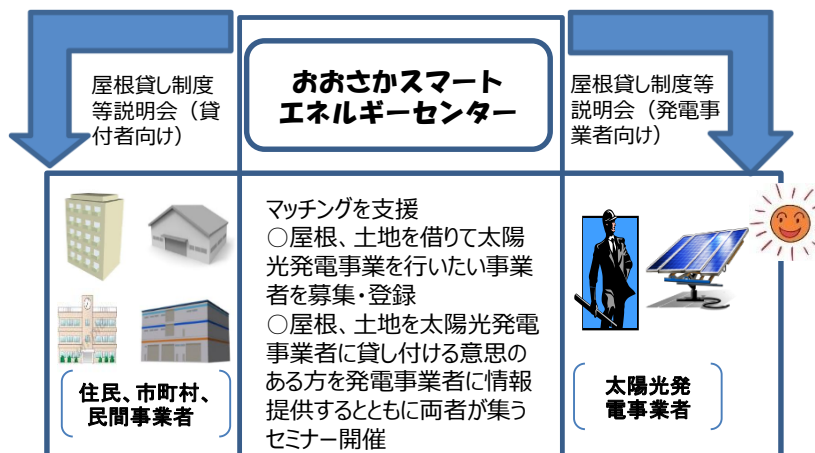 屋根貸し制度
等説明会（貸
付者向け）
おおさかスマート
エネルギーセンター
屋根貸し制度等
説明会（発電事
業者向け）
マッチングを支援
○屋根、土地を借りて太陽
光発電事業を行いたい事業
者を募集・登録
○屋根、土地を太陽光発電
事業者に貸し付ける意思の
ある方を発電事業者に情報
提供するとともに両者が集う
セミナー開催
住民、市町村、
民間事業者
太陽光発
電事業者